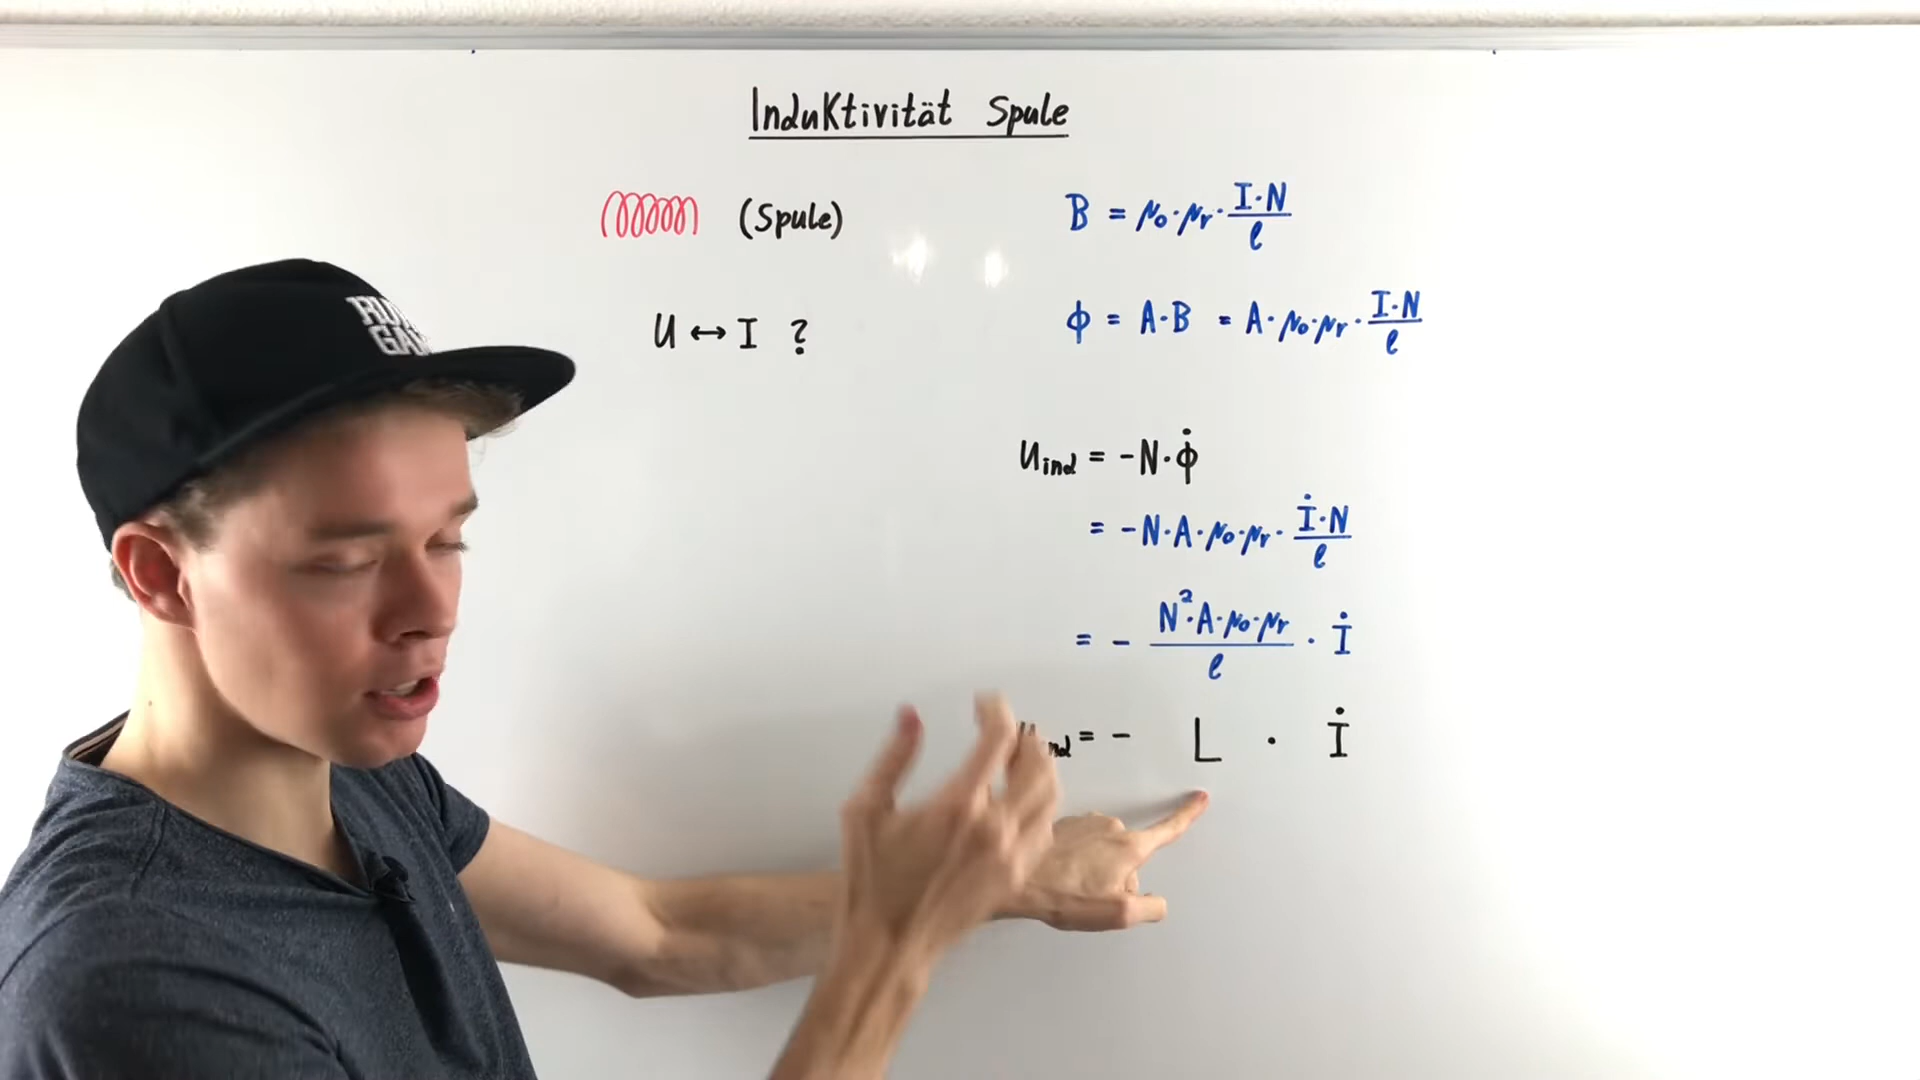 Induktivität Spule
(Spule)
U ↔ I ?
B = μ₀·μᵣ· I·N / l
ϕ = A·B = A·μ₀·μᵣ· I·N / l
Uind = -N·ϕ̇
= -N·A·μ₀·μᵣ· İ·N / l
= - N²·A·μ₀·μᵣ / l · İ
= - L · İ